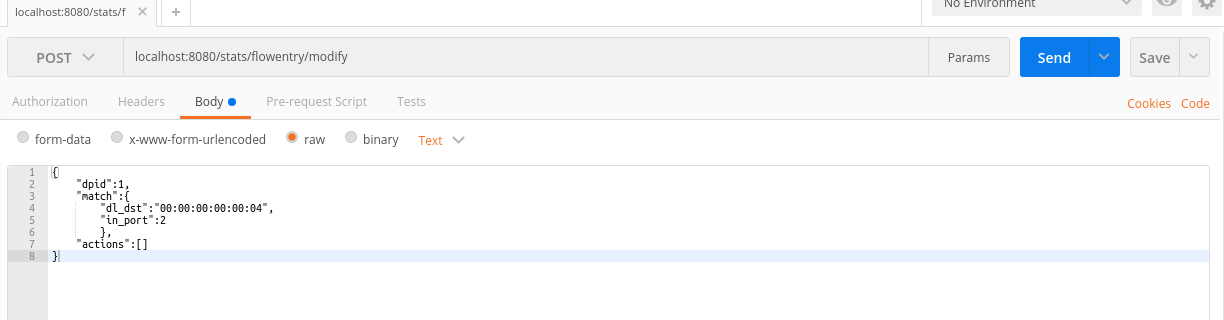 localhost:8080/stats/f × +
No Environment
POST localhost:8080/stats/flowentry/modify Params Send Save
Authorization Headers Body Pre-request Script Tests Cookies Code
form-data x-www-form-urlencoded raw binary Text
1 {
2 "dpid":1,
3 "match":{
4 "dl_dst":"00:00:00:00:00:04",
5 "in_port":2
6 },
7 "actions":[]
8 }